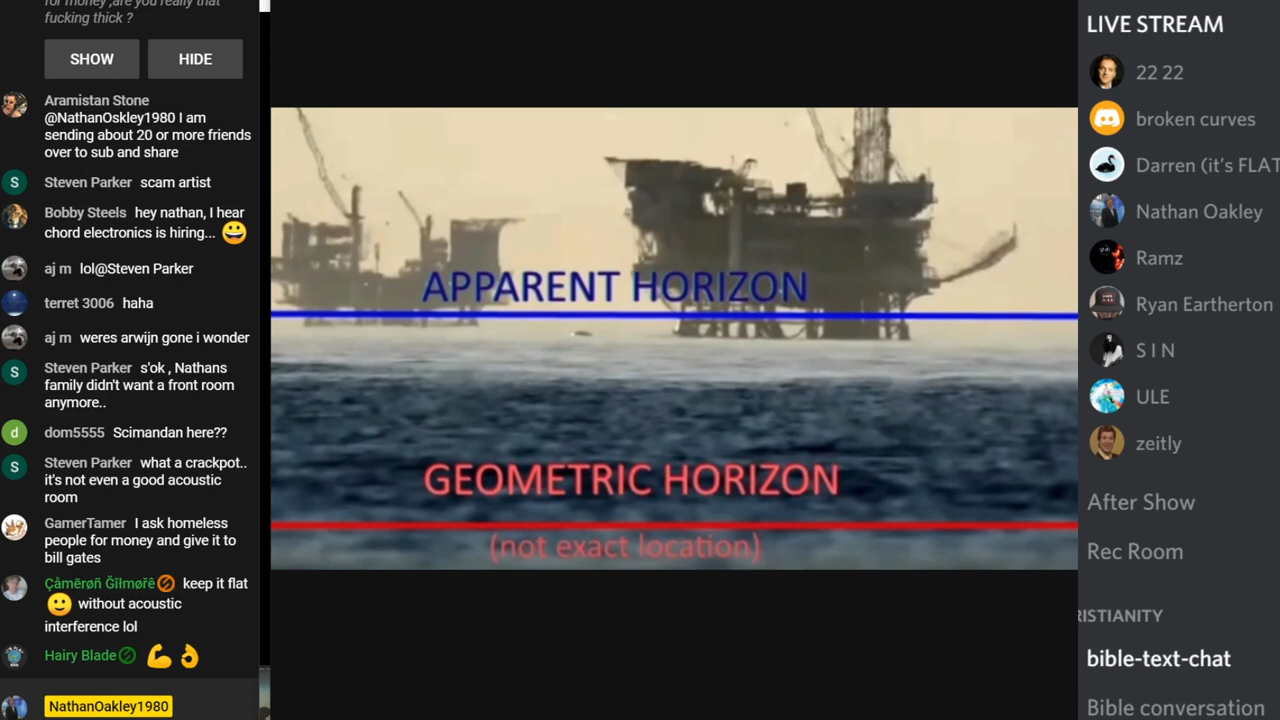 for money ,are you really that
fucking thick ?
SHOW
HIDE
Aramistan Stone
@NathanOskley1980 I am
sending about 20 or more friends
over to sub and share
S
Steven Parker scam artist
Bobby Steels hey nathan, I hear
chord electronics is hiring... 😀
aj m lol@Steven Parker
terret 3006 haha
aj m weres arwijn gone i wonder
S
Steven Parker s'ok , Nathans
family didn't want a front room
anymore..
d
dom5555 Scimandan here??
S
Steven Parker what a crackpot..
it's not even a good acoustic
room
GamerTamer I ask homeless
people for money and give it to
bill gates
Çåmērøñ Ğîłmøřê keep it flat
🙂 without acoustic
interference lol
Hairy Blade 💪👌
NathanOakley1980
APPARENT HORIZON
GEOMETRIC HORIZON
(not exact location)
LIVE STREAM
22 22
broken curves
Darren (it's FLAT
Nathan Oakley
Ramz
Ryan Eartherton
S I N
ULE
zeitly
After Show
Rec Room
RISTIANITY
bible-text-chat
Bible conversation